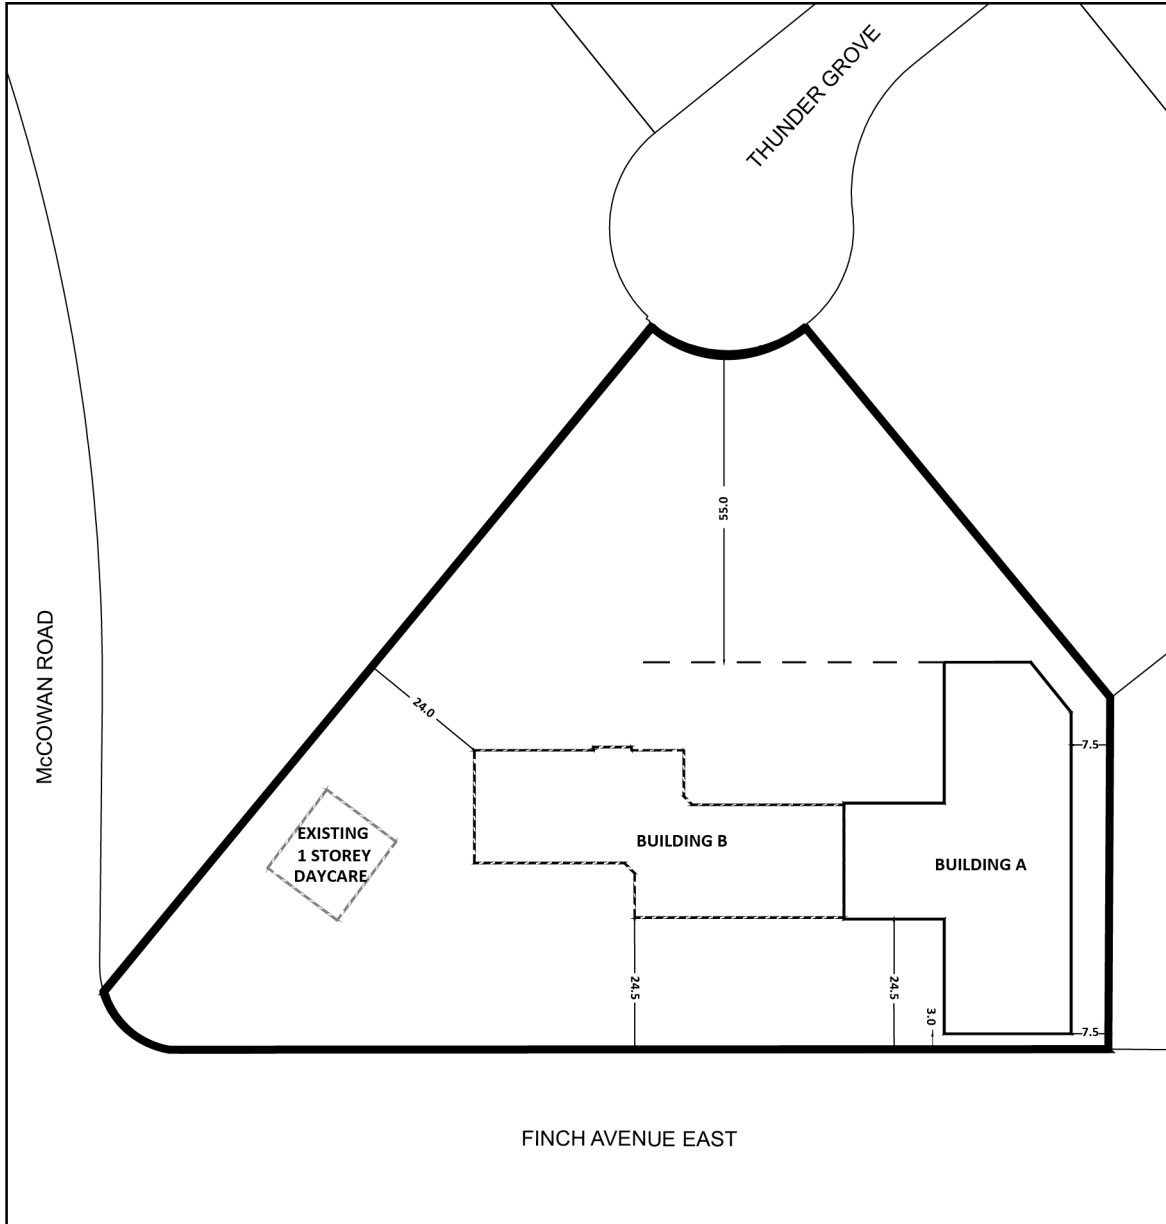 THUNDER GROVE
55.0
McCOWAN ROAD
24.0
7.5
EXISTING
1 STOREY
DAYCARE
BUILDING B
BUILDING A
24.5
24.5
3.0
7.5
FINCH AVENUE EAST